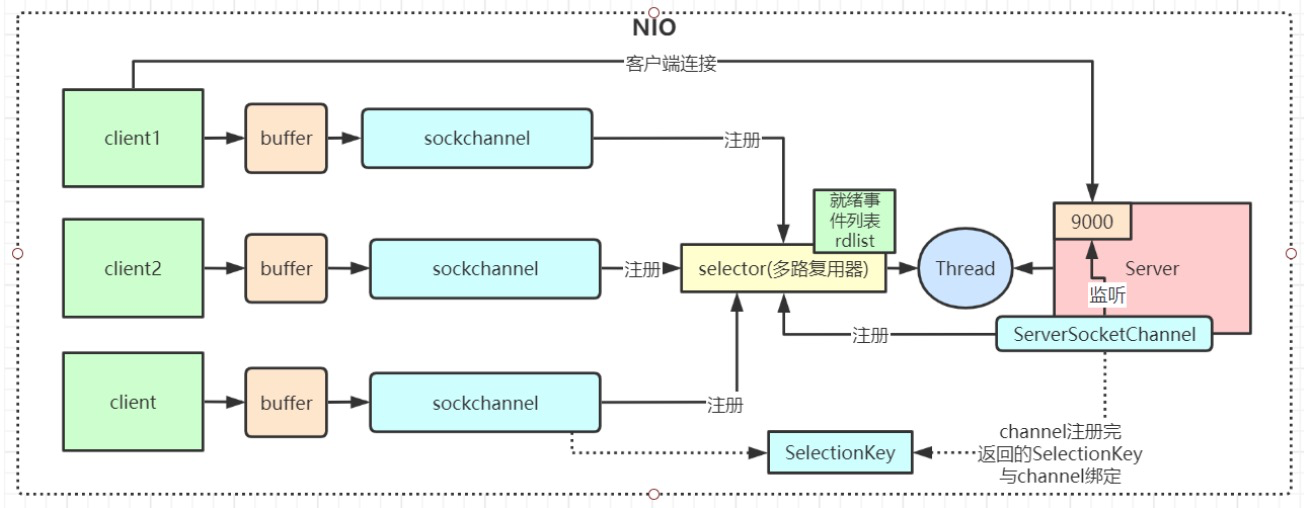 NIO
客户端连接
client1
buffer
sockchannel
注册
就绪事
件列表
rdlist
9000
client2
buffer
sockchannel
注册
selector(多路复用器)
Thread
Server
监听
注册
ServerSocketChannel
client
buffer
sockchannel
注册
SelectionKey
channel注册完
返回的SelectionKey
与channel绑定